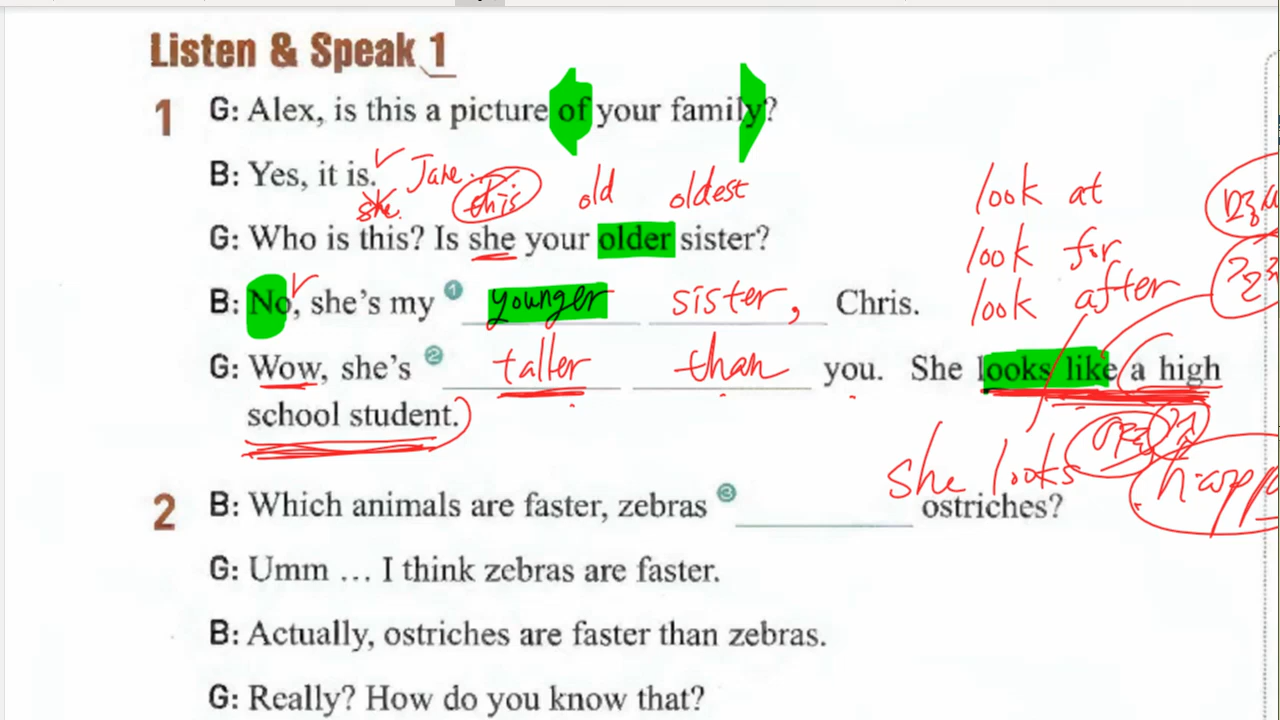 Listen & Speak 1
1 G: Alex, is this a picture of your family?
B: Yes, it is. Jane.
she. this old oldest
look at
G: Who is this? Is she your older sister?
look for
B: No, she's my ① younger sister, Chris.
look after
G: Wow, she's ② taller than you. She looks like a high
school student.
she looks happ
2 B: Which animals are faster, zebras ③ ostriches?
G: Umm … I think zebras are faster.
B: Actually, ostriches are faster than zebras.
G: Really? How do you know that?